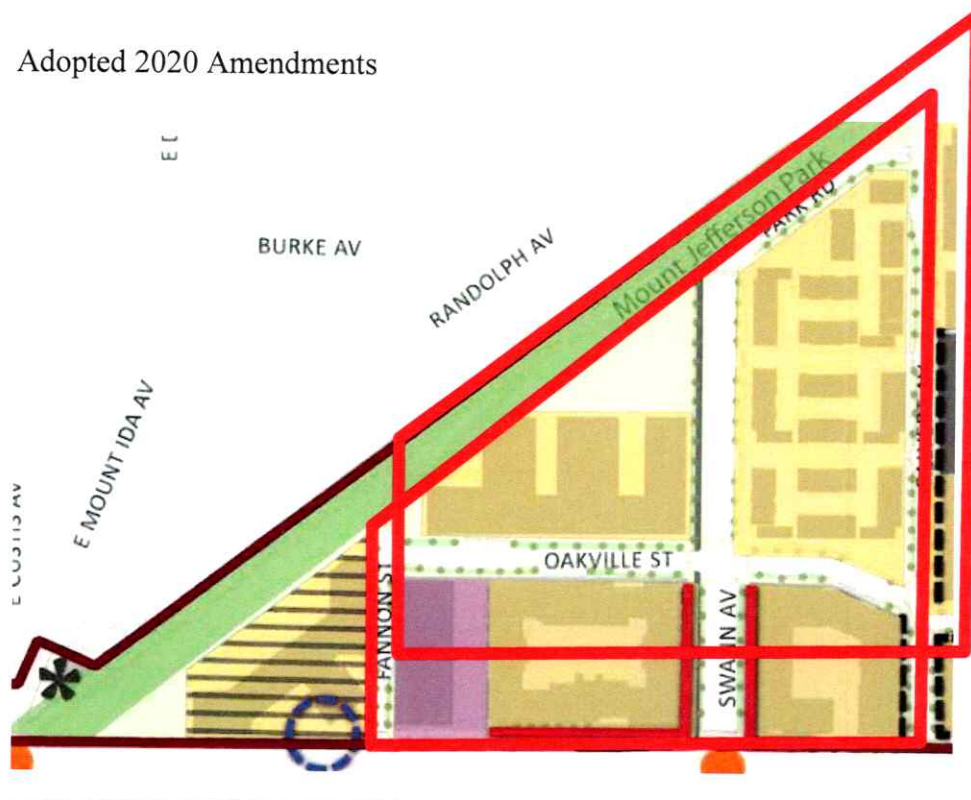 Adopted 2020 Amendments
BURKE AV
RANDOLPH AV
E MOUNT IDA AV
Mount Jefferson Park
PARK RD
OAKVILLE ST
FANNON ST
SWAIN AV